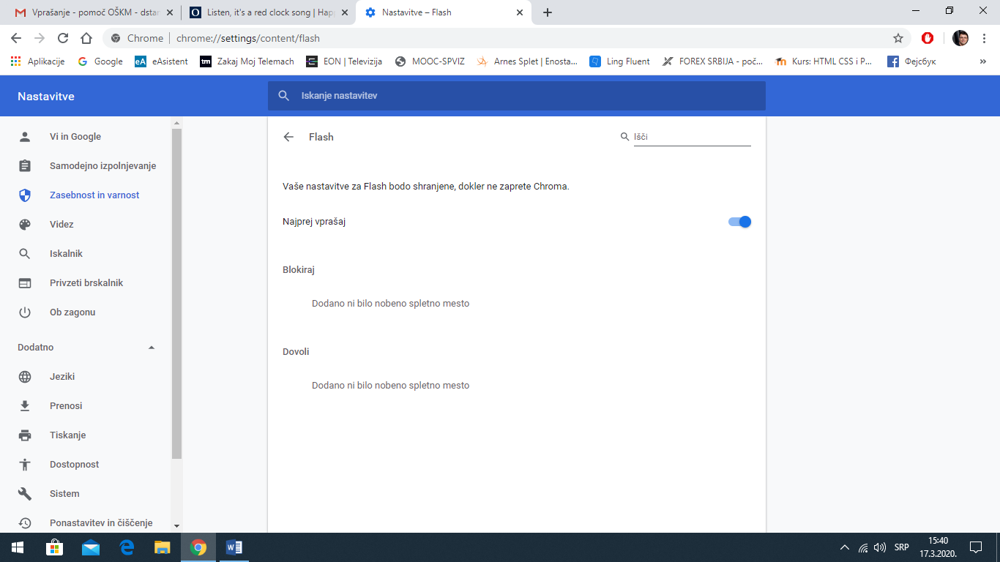 Vprašanje - pomoč OŠKM - dstan
Listen, it's a red clock song | Hap
Nastavitve – Flash
Chrome
chrome://settings/content/flash
Aplikacije
Google
eA
eAsistent
tm
Zakaj Moj Telemach
EON | Televizija
MOOC-SPVIZ
Arnes Splet | Enosta...
Ling Fluent
FOREX SRBIJA - poč...
Kurs: HTML CSS i P...
Фејсбук
»
Nastavitve
Iskanje nastavitev
Vi in Google
Samodejno izpolnjevanje
Zasebnost in varnost
Videz
Iskalnik
Privzeti brskalnik
Ob zagonu
Dodatno
Jeziki
Prenosi
Tiskanje
Dostopnost
Sistem
Ponastavitev in čiščenje
Flash
Išči
Vaše nastavitve za Flash bodo shranjene, dokler ne zaprete Chroma.
Najprej vprašaj
Blokiraj
Dodano ni bilo nobeno spletno mesto
Dovoli
Dodano ni bilo nobeno spletno mesto
SRP
15:40
17.3.2020.